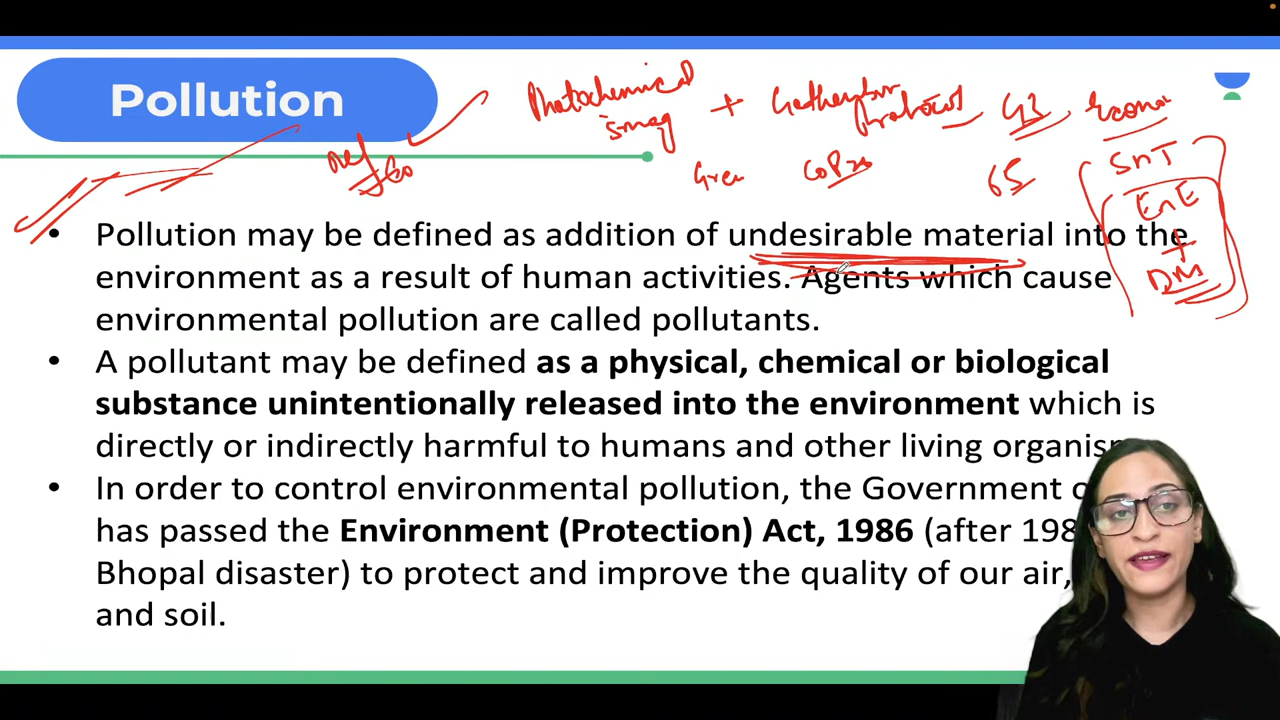 Pollution
Photochemical
smog
+
G3
SnT
EnE
+
DM
Pollution may be defined as addition of undesirable material into the
environment as a result of human activities. Agents which cause
environmental pollution are called pollutants.
A pollutant may be defined as a physical, chemical or biological
substance unintentionally released into the environment which is
directly or indirectly harmful to humans and other living organis
In order to control environmental pollution, the Government o
has passed the Environment (Protection) Act, 1986 (after 198
Bhopal disaster) to protect and improve the quality of our air,
and soil.